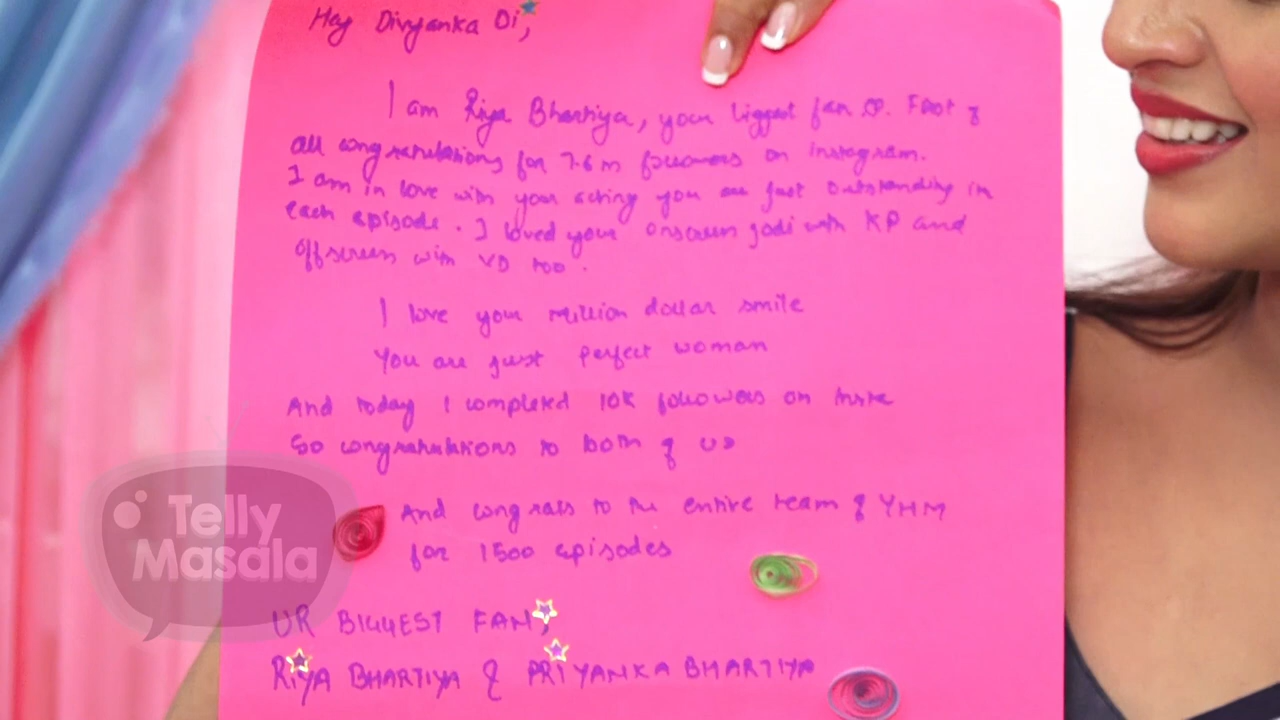 Hey Divyanka Di,
I am Riya Bhartiya, your biggest fan. First of
all congratulations for 7.6 m followers on Instagram.
I am in love with your acting you are just outstanding in
each episode. I loved your onscreen jodi with KP and
offscreen with VD too.
I love your million dollar smile
You are just perfect woman
And today I completed 10K followers on Insta
So congratulations to both of us
And congrats to the entire team of YHM
for 1500 episodes
UR BIGGEST FAN,
RIYA BHARTIYA & PRIYANKA BHARTIYA
Telly
Masala